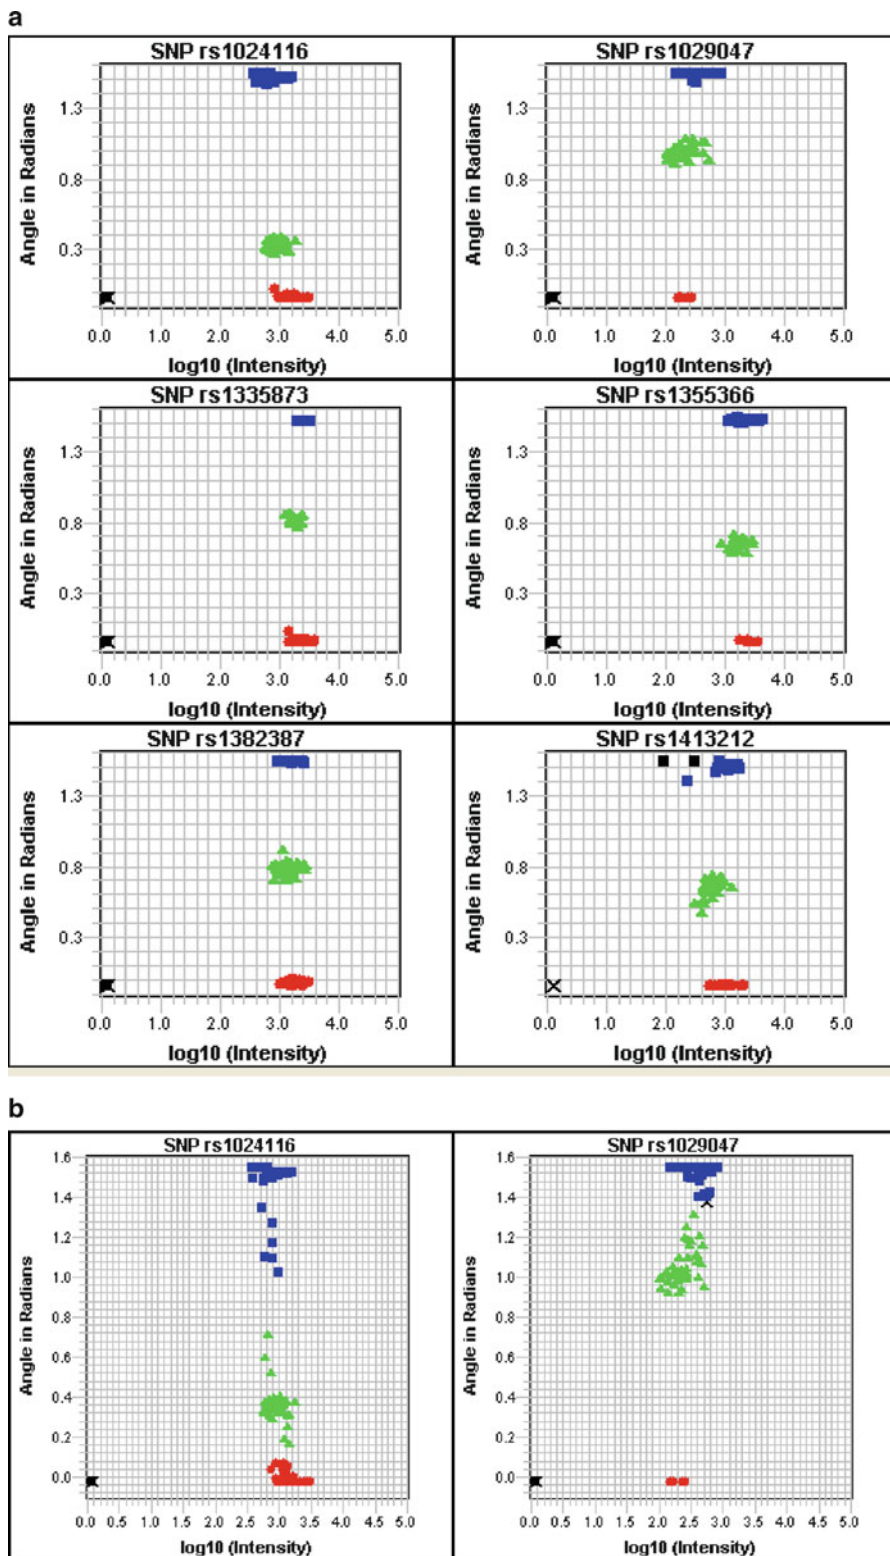 a
SNP rs1024116
Angle in Radians
1.3
0.8
0.3
0.0 1.0 2.0 3.0 4.0 5.0
log10 (Intensity)
SNP rs1029047
Angle in Radians
1.3
0.8
0.3
0.0 1.0 2.0 3.0 4.0 5.0
log10 (Intensity)
SNP rs1335873
Angle in Radians
1.3
0.8
0.3
0.0 1.0 2.0 3.0 4.0 5.0
log10 (Intensity)
SNP rs1355366
Angle in Radians
1.3
0.8
0.3
0.0 1.0 2.0 3.0 4.0 5.0
log10 (Intensity)
SNP rs1382387
Angle in Radians
1.3
0.8
0.3
0.0 1.0 2.0 3.0 4.0 5.0
log10 (Intensity)
SNP rs1413212
Angle in Radians
1.3
0.8
0.3
0.0 1.0 2.0 3.0 4.0 5.0
log10 (Intensity)
b
SNP rs1024116
Angle in Radians
1.6
1.4
1.2
1.0
0.8
0.6
0.4
0.2
0.0
0.0 0.5 1.0 1.5 2.0 2.5 3.0 3.5 4.0 4.5 5.0
log10 (Intensity)
SNP rs1029047
Angle in Radians
1.6
1.4
1.2
1.0
0.8
0.6
0.4
0.2
0.0
0.0 0.5 1.0 1.5 2.0 2.5 3.0 3.5 4.0 4.5 5.0
log10 (Intensity)